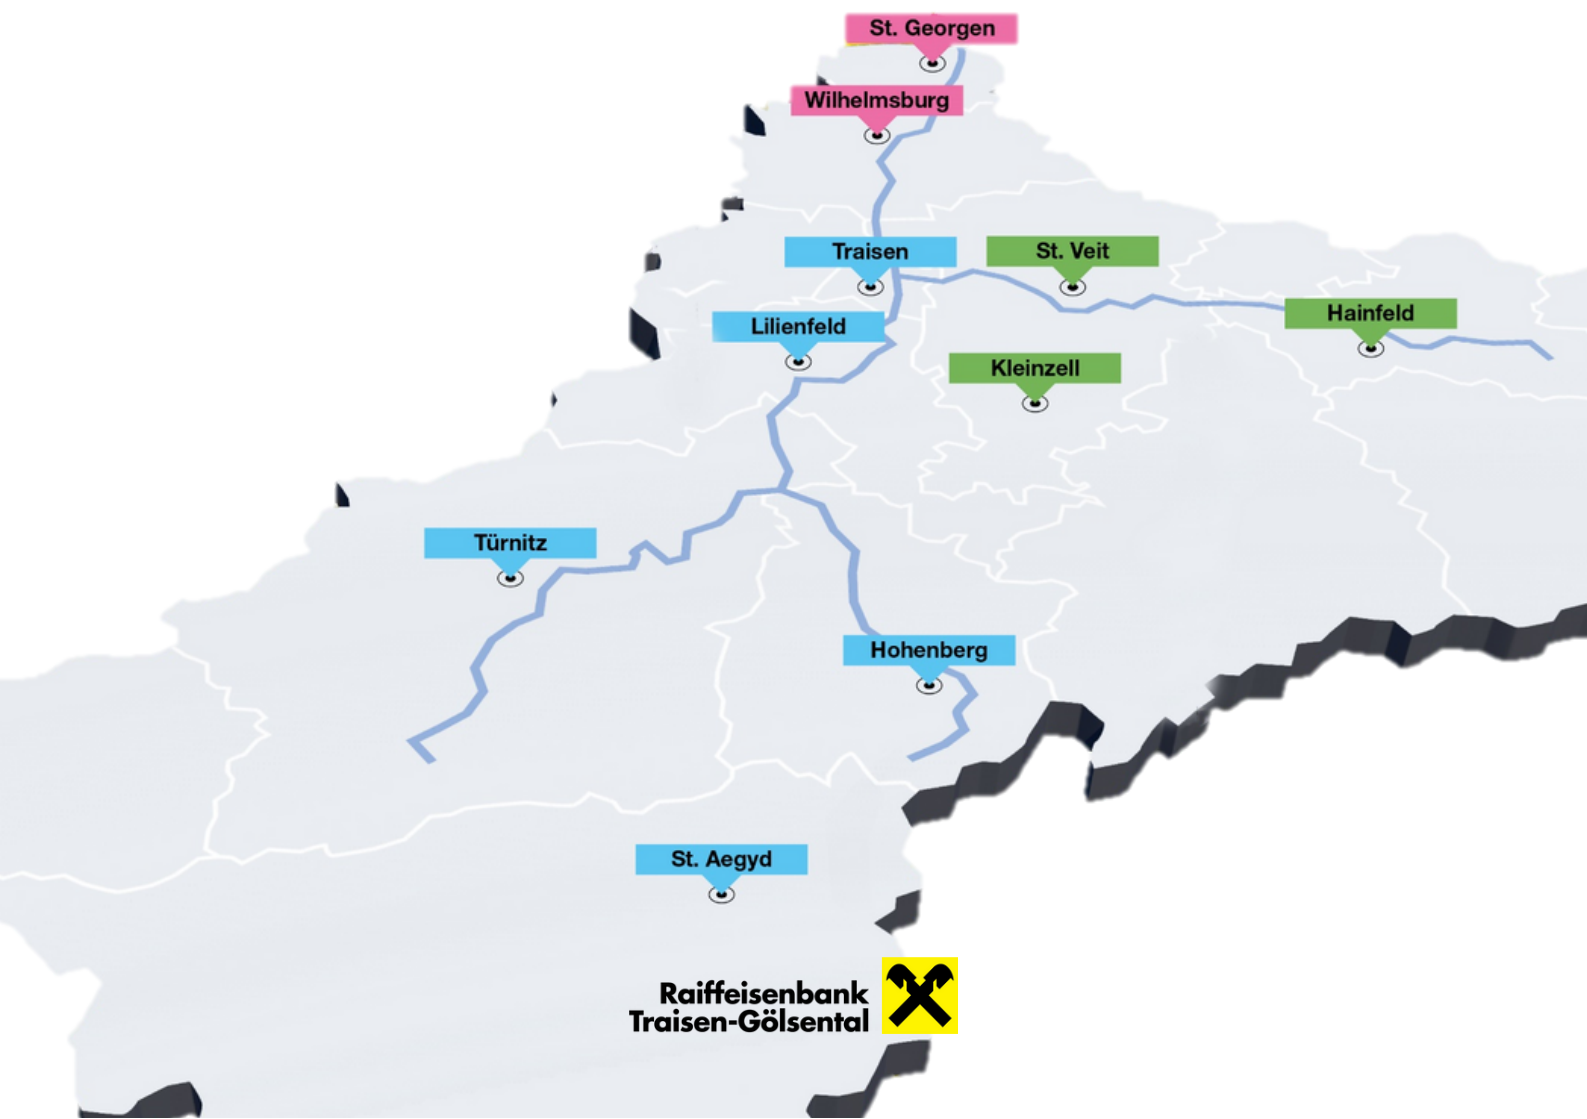 St. Georgen
Wilhelmsburg
Traisen
St. Veit
Hainfeld
Lilienfeld
Kleinzell
Türnitz
Hohenberg
St. Aegyd
Raiffeisenbank
Traisen-Gölsental